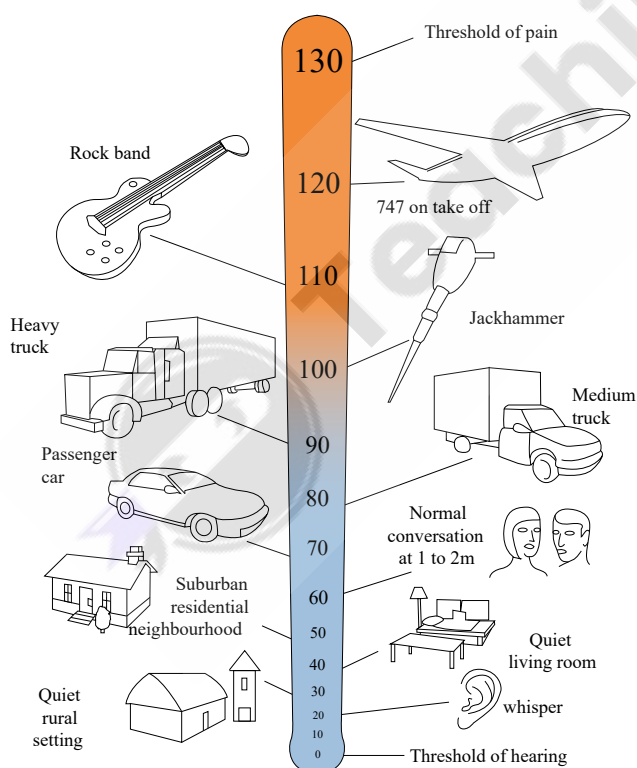 Threshold of pain
130
Rock band
120
747 on take off
110
Jackhammer
Heavy
truck
100
Medium
truck
90
Passenger
car
80
Normal
conversation
at 1 to 2m
70
60
Suburban
residential
neighbourhood
50
Quiet
living room
40
30
Quiet
rural
setting
20
whisper
10
0
Threshold of hearing
Teachi